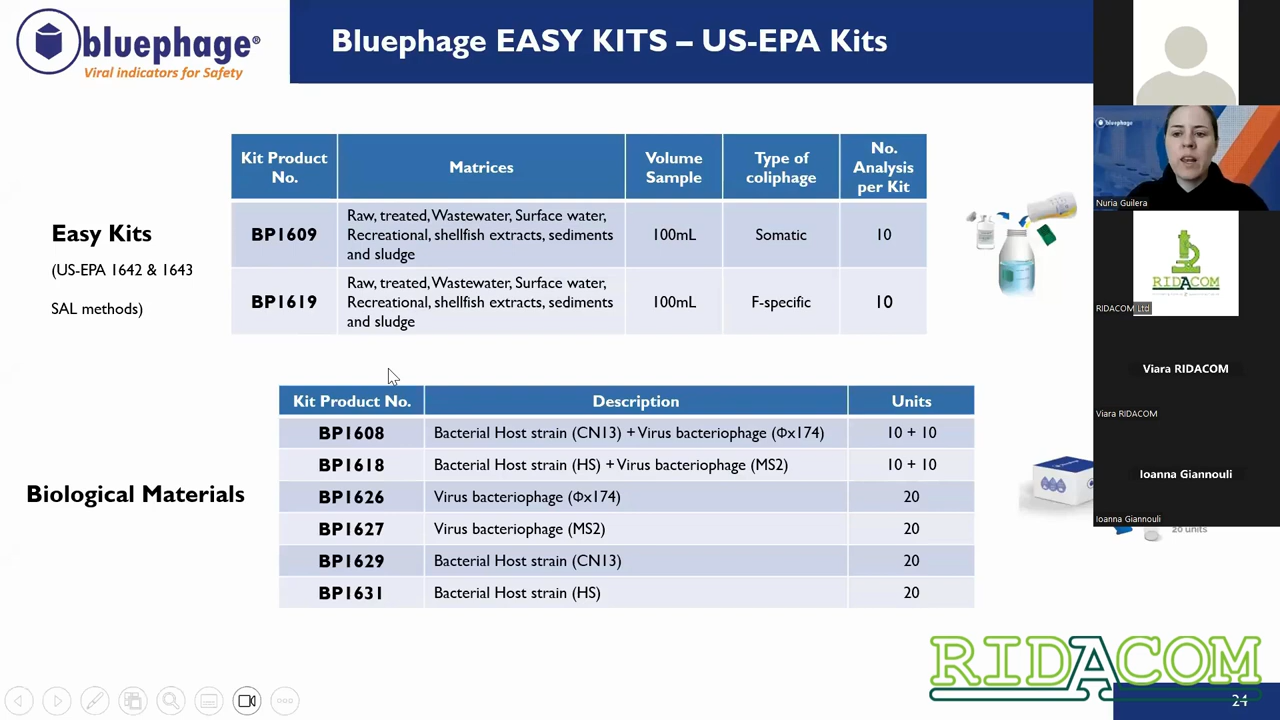 bluephage®
Viral indicators for Safety
Bluephage EASY KITS – US-EPA Kits
Easy Kits
(US-EPA 1642 & 1643
SAL methods)
Kit Product No. Matrices Volume Sample Type of coliphage No. Analysis per Kit
BP1609 Raw, treated, Wastewater, Surface water, Recreational, shellfish extracts, sediments and sludge 100mL Somatic 10
BP1619 Raw, treated, Wastewater, Surface water, Recreational, shellfish extracts, sediments and sludge 100mL F-specific 10
Biological Materials
Kit Product No. Description Units
BP1608 Bacterial Host strain (CN13) + Virus bacteriophage (Φx174) 10 + 10
BP1618 Bacterial Host strain (HS) + Virus bacteriophage (MS2) 10 + 10
BP1626 Virus bacteriophage (Φx174) 20
BP1627 Virus bacteriophage (MS2) 20
BP1629 Bacterial Host strain (CN13) 20
BP1631 Bacterial Host strain (HS) 20
20 units
bluephage
Nuria Guilera
RIDACOM
RIDACOM Ltd
Viara RIDACOM
Viara RIDACOM
Ioanna Giannouli
Ioanna Giannouli
RIDACOM
24